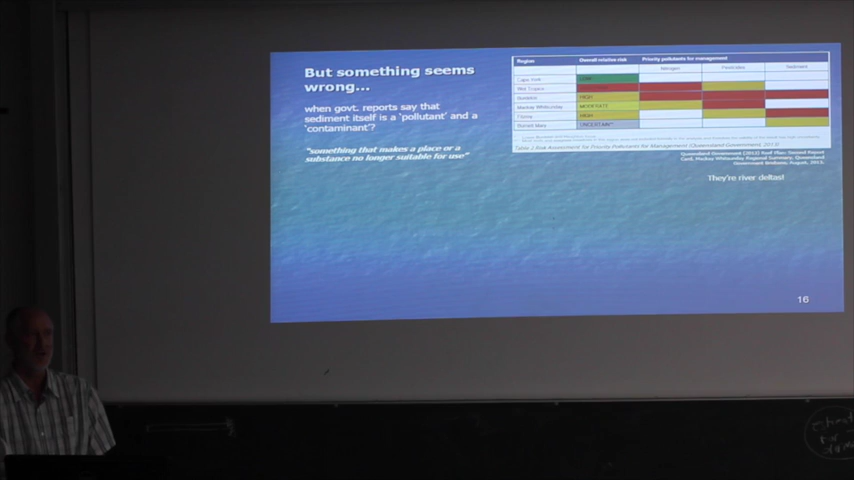 But something seems
wrong...
when govt. reports say that
sediment itself is a 'pollutant' and a
'contaminant'?
"something that makes a place or a
substance no longer suitable for use"
Region Overall relative risk Priority pollutants for management
Nitrogen Pesticides Sediment
Cape York LOW
Wet Tropics
Burdekin HIGH
Mackay Whitsunday MODERATE
Fitzroy HIGH
Burnett Mary UNCERTAIN**
Table 2 Risk Assessment for Priority Pollutants for Management (Queensland Government, 2013)
Queensland Government (2013) Reef Plan: Second Report
Card, Mackay Whitsunday Regional Summary, Queensland
Government Brisbane, August, 2013.
They're river deltas!
16